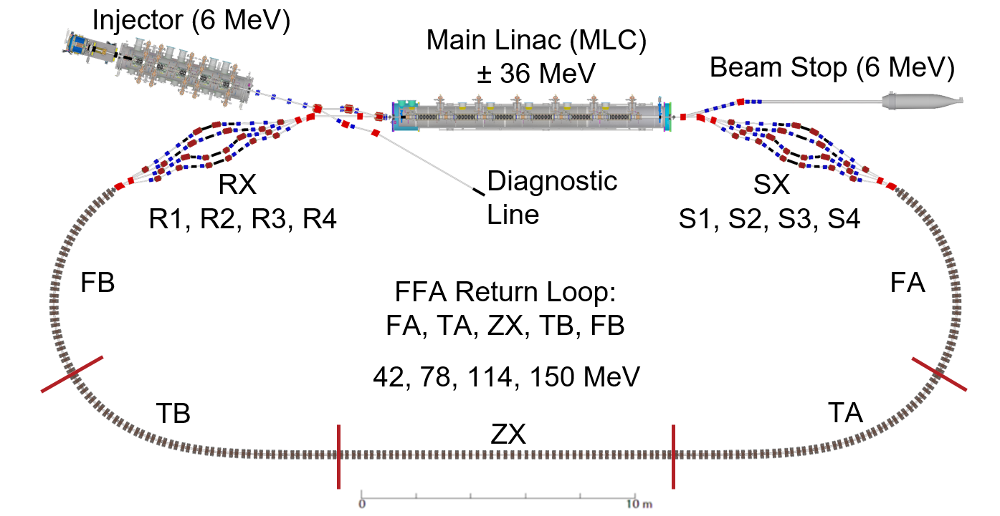 Injector (6 MeV)
Main Linac (MLC)
± 36 MeV
Beam Stop (6 MeV)
Diagnostic
Line
RX
R1, R2, R3, R4
SX
S1, S2, S3, S4
FB
FA
FFA Return Loop:
FA, TA, ZX, TB, FB
42, 78, 114, 150 MeV
TB
TA
ZX
0
10 m